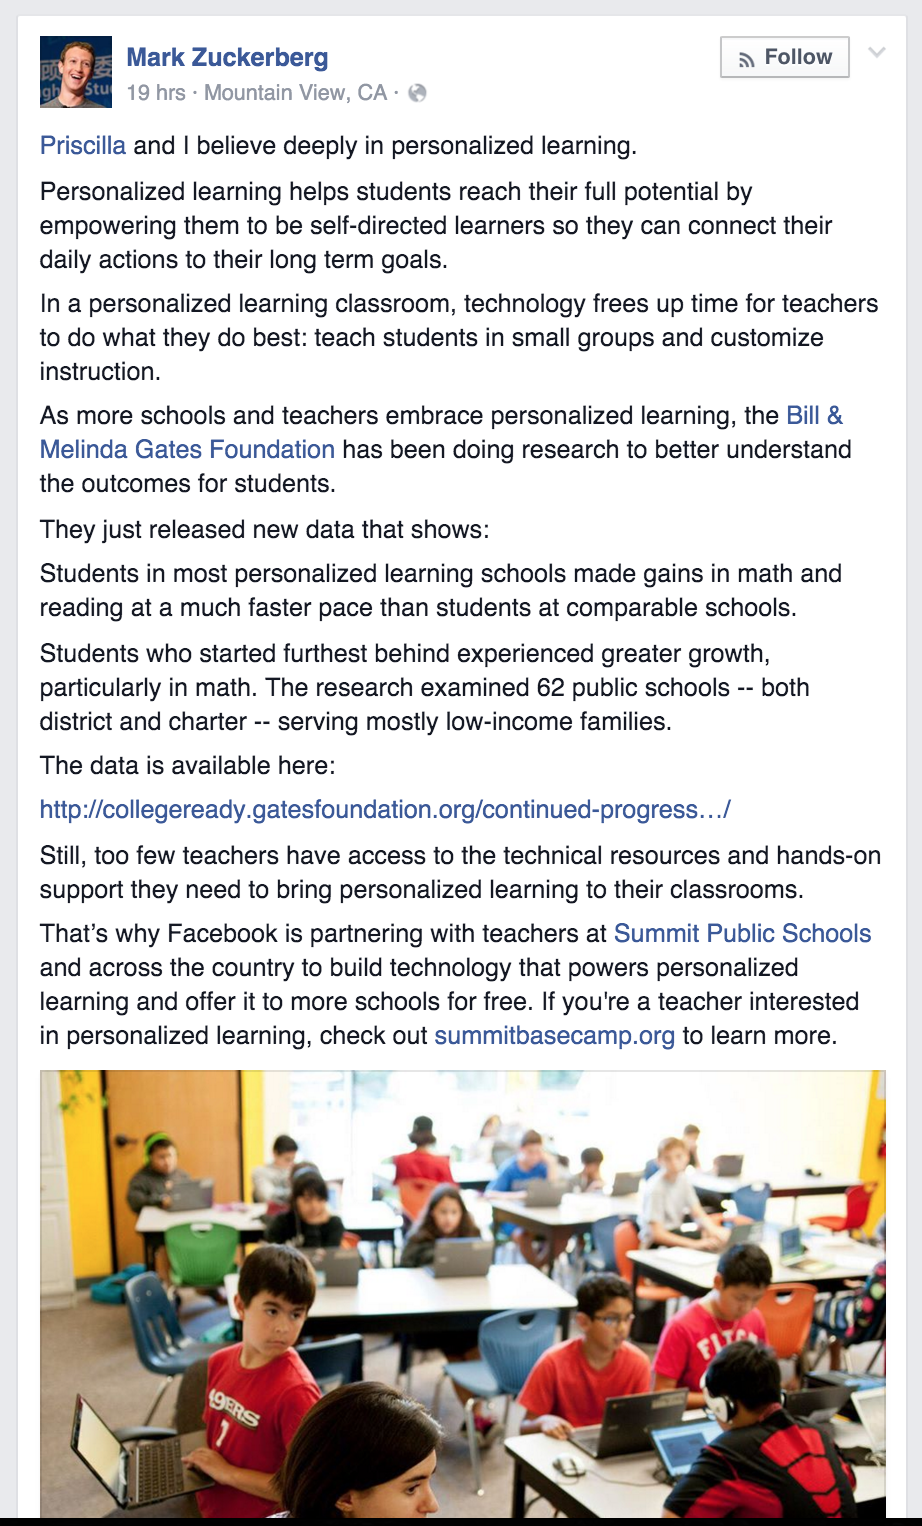 Mark Zuckerberg
Follow
19 hrs · Mountain View, CA ·
Priscilla and I believe deeply in personalized learning.
Personalized learning helps students reach their full potential by
empowering them to be self-directed learners so they can connect their
daily actions to their long term goals.
In a personalized learning classroom, technology frees up time for teachers
to do what they do best: teach students in small groups and customize
instruction.
As more schools and teachers embrace personalized learning, the Bill &
Melinda Gates Foundation has been doing research to better understand
the outcomes for students.
They just released new data that shows:
Students in most personalized learning schools made gains in math and
reading at a much faster pace than students at comparable schools.
Students who started furthest behind experienced greater growth,
particularly in math. The research examined 62 public schools -- both
district and charter -- serving mostly low-income families.
The data is available here:
http://collegeready.gatesfoundation.org/continued-progress…/
Still, too few teachers have access to the technical resources and hands-on
support they need to bring personalized learning to their classrooms.
That’s why Facebook is partnering with teachers at Summit Public Schools
and across the country to build technology that powers personalized
learning and offer it to more schools for free. If you're a teacher interested
in personalized learning, check out summitbasecamp.org to learn more.
49ERS
1